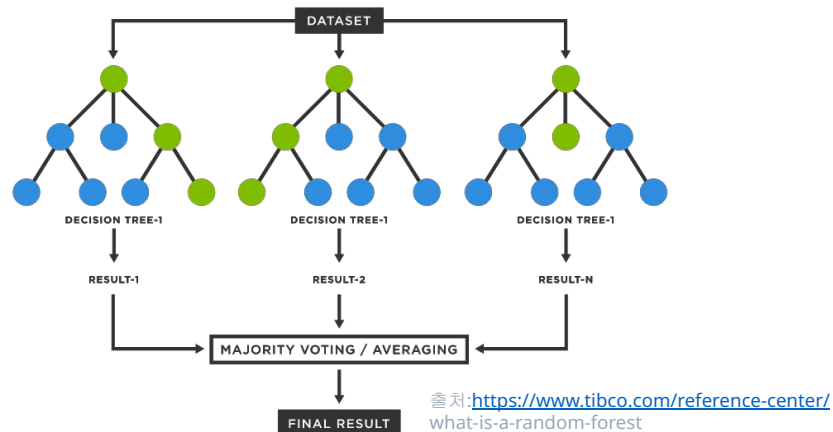 DATASET
DECISION TREE-1
DECISION TREE-1
DECISION TREE-1
RESULT-1
RESULT-2
RESULT-N
MAJORITY VOTING / AVERAGING
FINAL RESULT
출처:https://www.tibco.com/reference-center/
what-is-a-random-forest